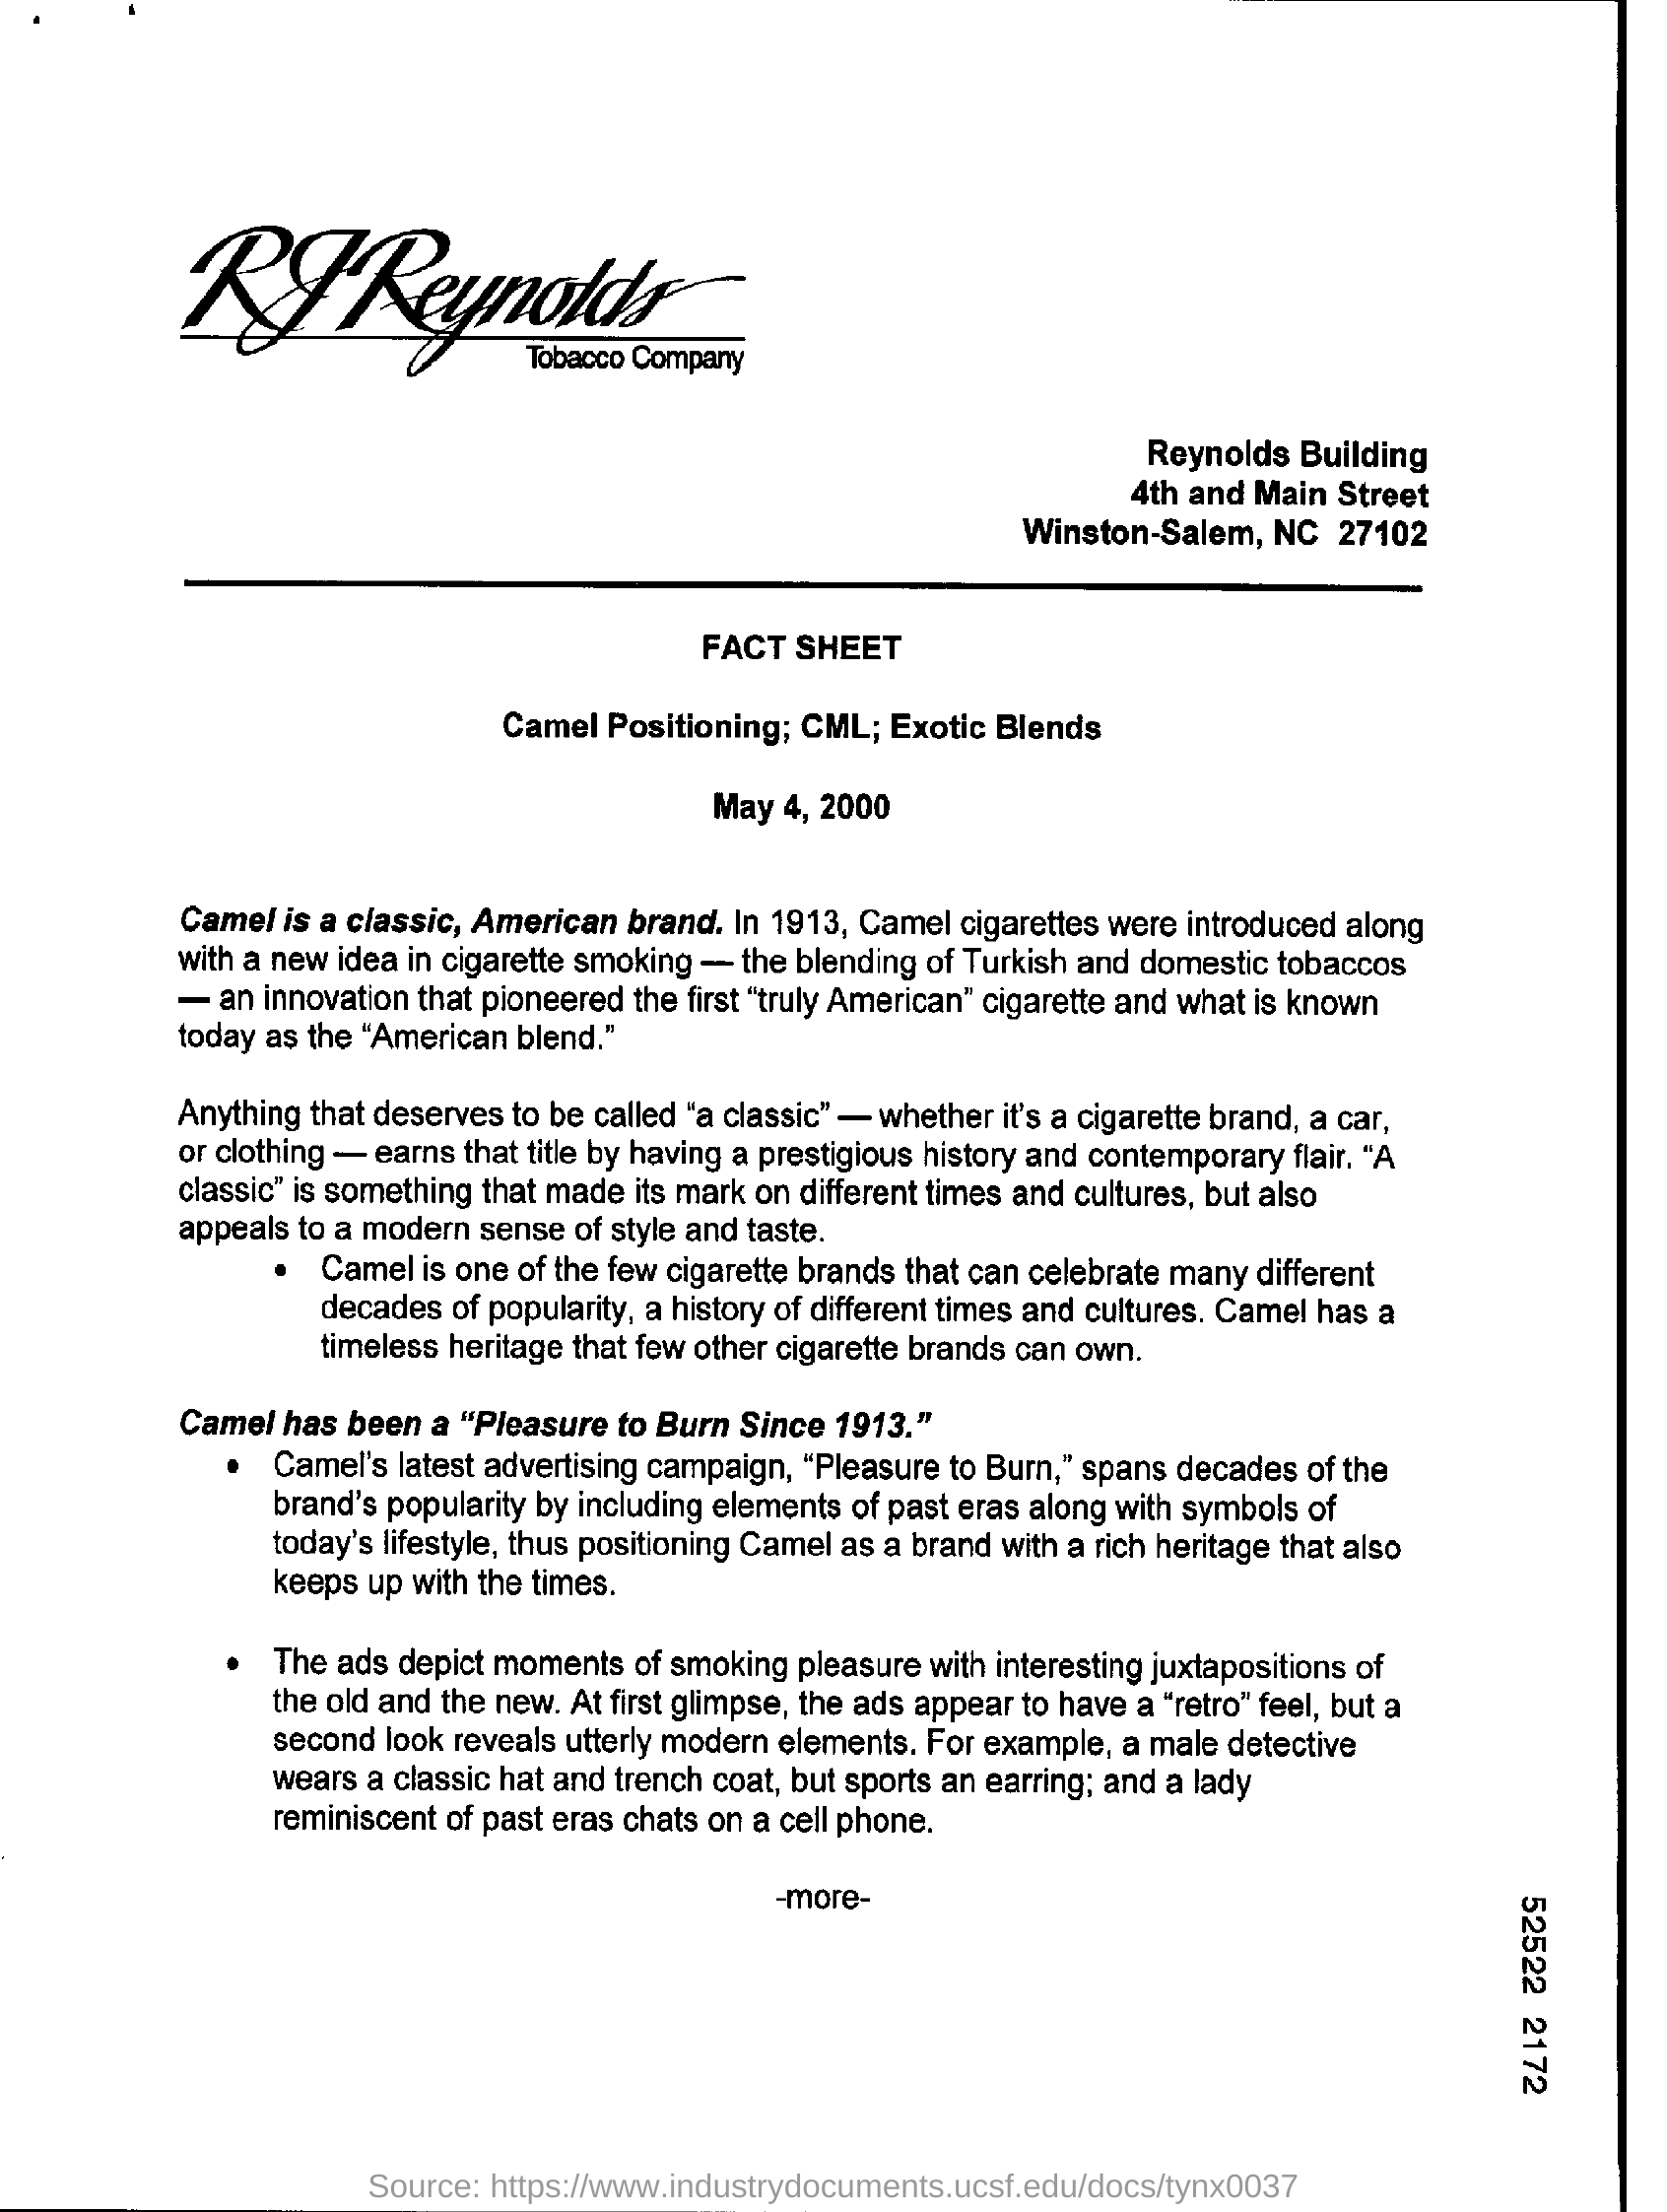 RJReynolds
Tobacco Company
Reynolds Building
4th and Main Street
Winston-Salem, NC 27102
FACT SHEET
Camel Positioning; CML; Exotic Blends
May 4, 2000
Camel is a classic, American brand. In 1913, Camel cigarettes were introduced along
with a new idea in cigarette smoking — the blending of Turkish and domestic tobaccos
— an innovation that pioneered the first “truly American” cigarette and what is known
today as the “American blend.”
Anything that deserves to be called “a classic” — whether it's a cigarette brand, a car,
or clothing — earns that title by having a prestigious history and contemporary flair. “A
classic” is something that made its mark on different times and cultures, but also
appeals to a modern sense of style and taste.
• Camel is one of the few cigarette brands that can celebrate many different
decades of popularity, a history of different times and cultures. Camel has a
timeless heritage that few other cigarette brands can own.
Camel has been a “Pleasure to Burn Since 1913.”
• Camel's latest advertising campaign, “Pleasure to Burn,” spans decades of the
brand's popularity by including elements of past eras along with symbols of
today's lifestyle, thus positioning Camel as a brand with a rich heritage that also
keeps up with the times.
• The ads depict moments of smoking pleasure with interesting juxtapositions of
the old and the new. At first glimpse, the ads appear to have a “retro” feel, but a
second look reveals utterly modern elements. For example, a male detective
wears a classic hat and trench coat, but sports an earring; and a lady
reminiscent of past eras chats on a cell phone.
-more-
52522 2172
Source: https://www.industrydocuments.ucsf.edu/docs/tynx0037